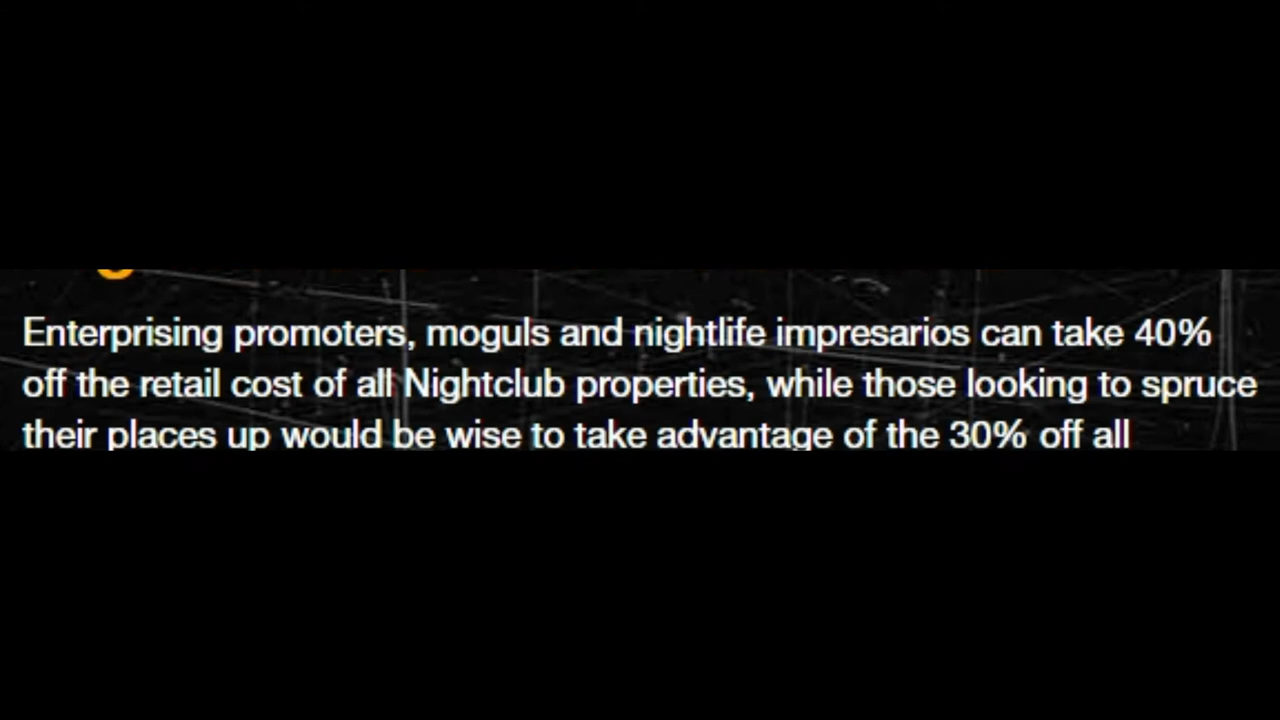 Enterprising promoters, moguls and nightlife impresarios can take 40%
off the retail cost of all Nightclub properties, while those looking to spruce
their places up would be wise to take advantage of the 30% off all